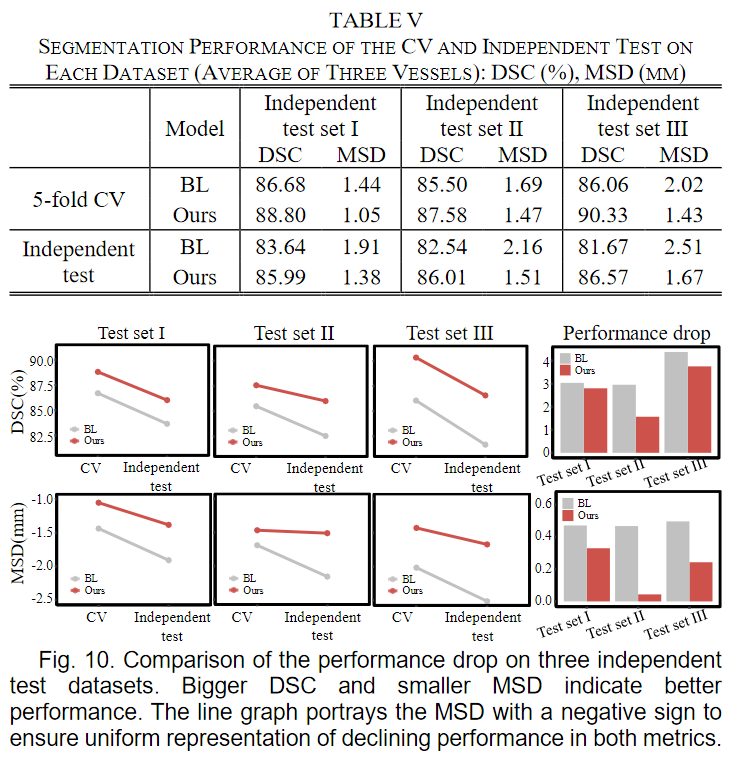 TABLE V
SEGMENTATION PERFORMANCE OF THE CV AND INDEPENDENT TEST ON
EACH DATASET (AVERAGE OF THREE VESSELS): DSC (%), MSD (MM)
Model Independent test set I Independent test set II Independent test set III
DSC MSD DSC MSD DSC MSD
5-fold CV BL 86.68 1.44 85.50 1.69 86.06 2.02
Ours 88.80 1.05 87.58 1.47 90.33 1.43
Independent test BL 83.64 1.91 82.54 2.16 81.67 2.51
Ours 85.99 1.38 86.01 1.51 86.57 1.67
Test set I Test set II Test set III Performance drop
DSC(%)
90.0
87.5
85.0
82.5
BL
Ours
BL
Ours
BL
Ours
4
3
2
1
0
BL
Ours
CV Independent test
CV Independent test
CV Independent test
Test set I Test set II Test set III
MSD(mm)
-1.0
-1.5
-2.0
-2.5
BL
Ours
BL
Ours
BL
Ours
0.6
0.4
0.2
0.0
BL
Ours
CV Independent test
CV Independent test
CV Independent test
Test set I Test set II Test set III
Fig. 10. Comparison of the performance drop on three independent
test datasets. Bigger DSC and smaller MSD indicate better
performance. The line graph portrays the MSD with a negative sign to
ensure uniform representation of declining performance in both metrics.